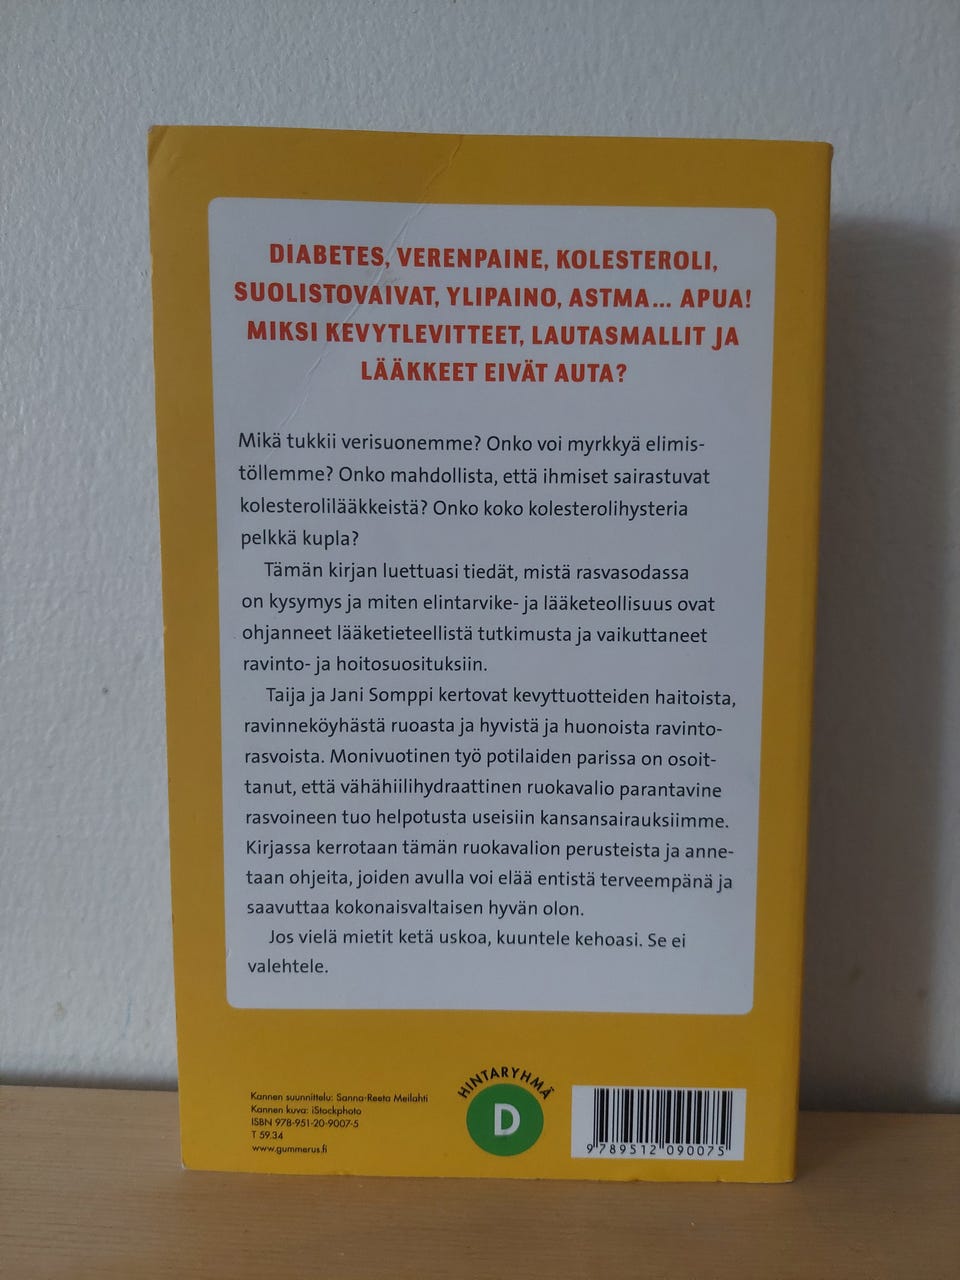 DIABETES, VERENPAINE, KOLESTEROLI,
SUOLISTOVAIVAT, YLIPAINO, ASTMA... APUA!
MIKSI KEVYTLEVITTEET, LAUTASMALLIT JA
LÄÄKKEET EIVÄT AUTA?
Mikä tukkii verisuonemme? Onko voi myrkkyä elimis-
töllemme? Onko mahdollista, että ihmiset sairastuvat
kolesterolilääkkeistä? Onko koko kolesterolihysteria
pelkkä kupla?
Tämän kirjan luettuasi tiedät, mistä rasvasodassa
on kysymys ja miten elintarvike- ja lääketeollisuus ovat
ohjanneet lääketieteellistä tutkimusta ja vaikuttaneet
ravinto- ja hoitosuosituksiin.
Taija ja Jani Somppi kertovat kevyttuotteiden haitoista,
ravinneköyhästä ruoasta ja hyvistä ja huonoista ravinto-
rasvoista. Monivuotinen työ potilaiden parissa on osoit-
tanut, että vähähiilihydraattinen ruokavalio parantavine
rasvoineen tuo helpotusta useisiin kansansairauksiimme.
Kirjassa kerrotaan tämän ruokavalion perusteista ja anne-
taan ohjeita, joiden avulla voi elää entistä terveempänä ja
saavuttaa kokonaisvaltaisen hyvän olon.
Jos vielä mietit ketä uskoa, kuuntele kehoasi. Se ei
valehtele.
Kannen suunnittelu: Sanna-Reeta Meilahti
Kannen kuva: iStockphoto
ISBN 978-951-20-9007-5
T 59.34
www.gummerus.fi
HINTARYHMÄ
D
9 789512 090075